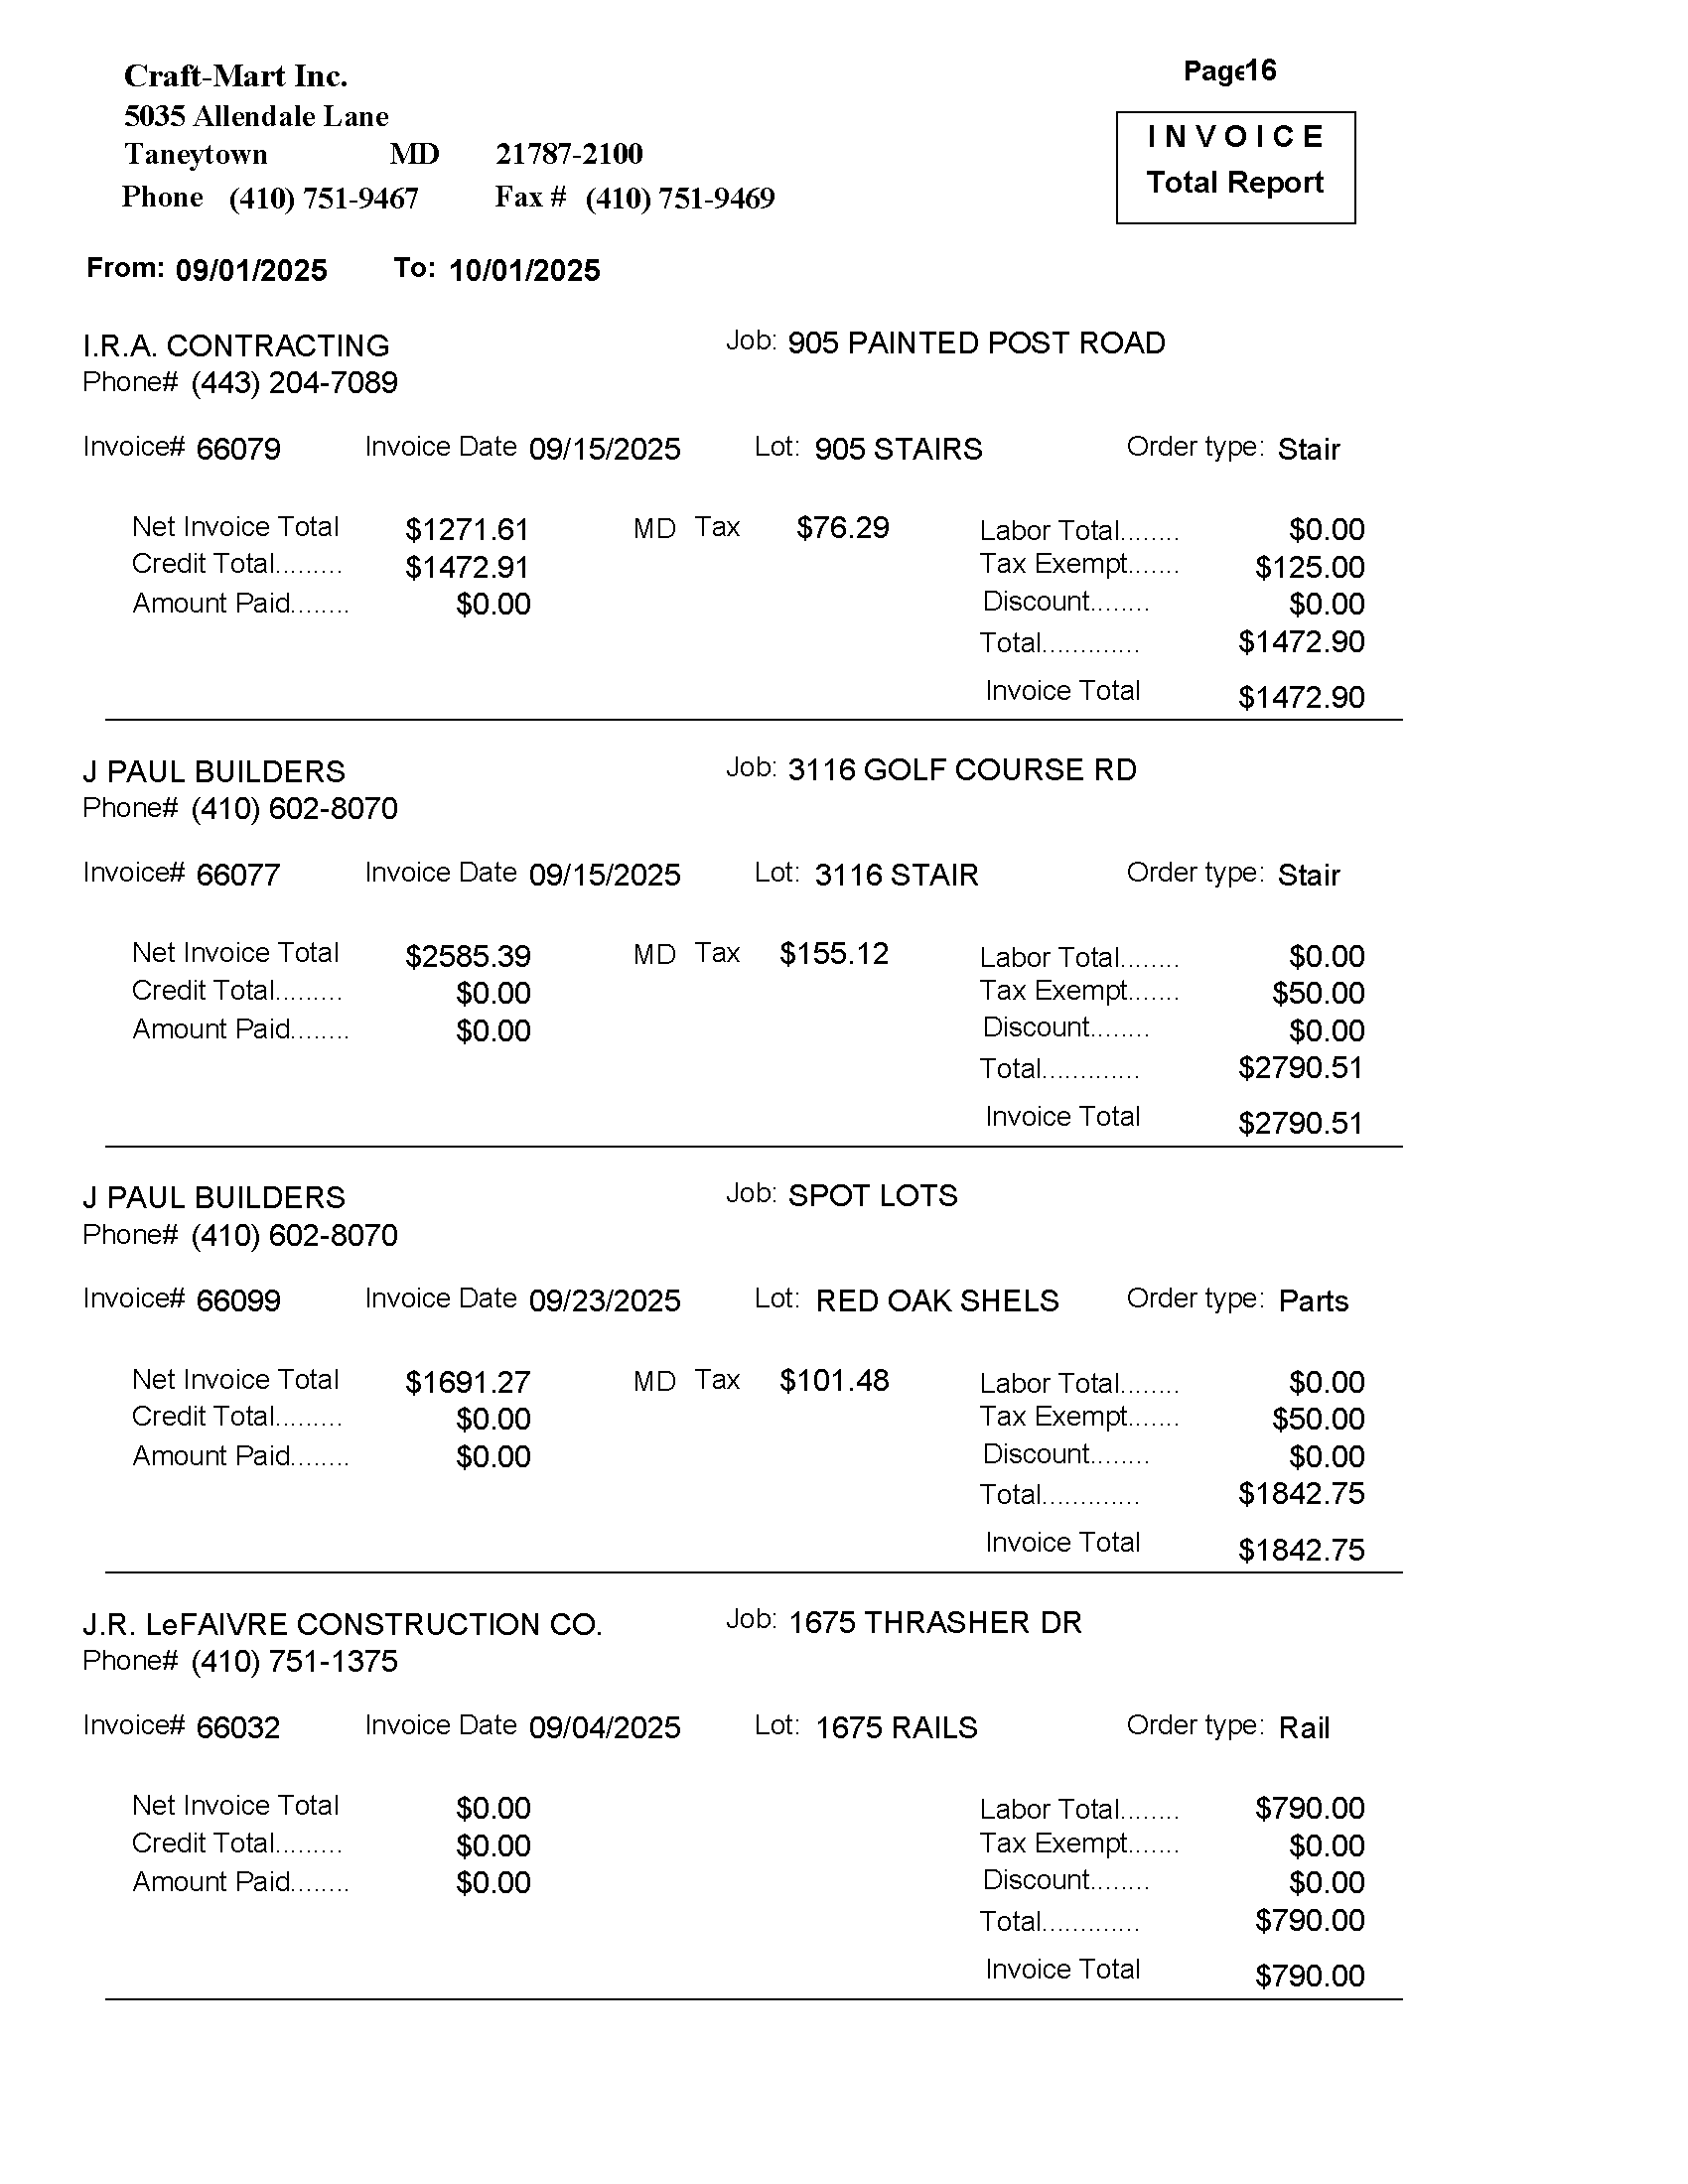 Page16
Craft-Mart Inc.
5035 Allendale Lane
Taneytown MD 21787-2100
Phone (410) 751-9467 Fax # (410) 751-9469
I N V O I C E
Total Report
From: 09/01/2025 To: 10/01/2025
I.R.A. CONTRACTING Job: 905 PAINTED POST ROAD
Phone# (443) 204-7089
Invoice# 66079 Invoice Date 09/15/2025 Lot: 905 STAIRS Order type: Stair
Net Invoice Total $1271.61 MD Tax $76.29 Labor Total........ $0.00
Credit Total......... $1472.91 Tax Exempt....... $125.00
Amount Paid........ $0.00 Discount........ $0.00
Total............. $1472.90
Invoice Total $1472.90
J PAUL BUILDERS Job: 3116 GOLF COURSE RD
Phone# (410) 602-8070
Invoice# 66077 Invoice Date 09/15/2025 Lot: 3116 STAIR Order type: Stair
Net Invoice Total $2585.39 MD Tax $155.12 Labor Total........ $0.00
Credit Total......... $0.00 Tax Exempt....... $50.00
Amount Paid........ $0.00 Discount........ $0.00
Total............. $2790.51
Invoice Total $2790.51
J PAUL BUILDERS Job: SPOT LOTS
Phone# (410) 602-8070
Invoice# 66099 Invoice Date 09/23/2025 Lot: RED OAK SHELS Order type: Parts
Net Invoice Total $1691.27 MD Tax $101.48 Labor Total........ $0.00
Credit Total......... $0.00 Tax Exempt....... $50.00
Amount Paid........ $0.00 Discount........ $0.00
Total............. $1842.75
Invoice Total $1842.75
J.R. LeFAIVRE CONSTRUCTION CO. Job: 1675 THRASHER DR
Phone# (410) 751-1375
Invoice# 66032 Invoice Date 09/04/2025 Lot: 1675 RAILS Order type: Rail
Net Invoice Total $0.00 Labor Total........ $790.00
Credit Total......... $0.00 Tax Exempt....... $0.00
Amount Paid........ $0.00 Discount........ $0.00
Total............. $790.00
Invoice Total $790.00